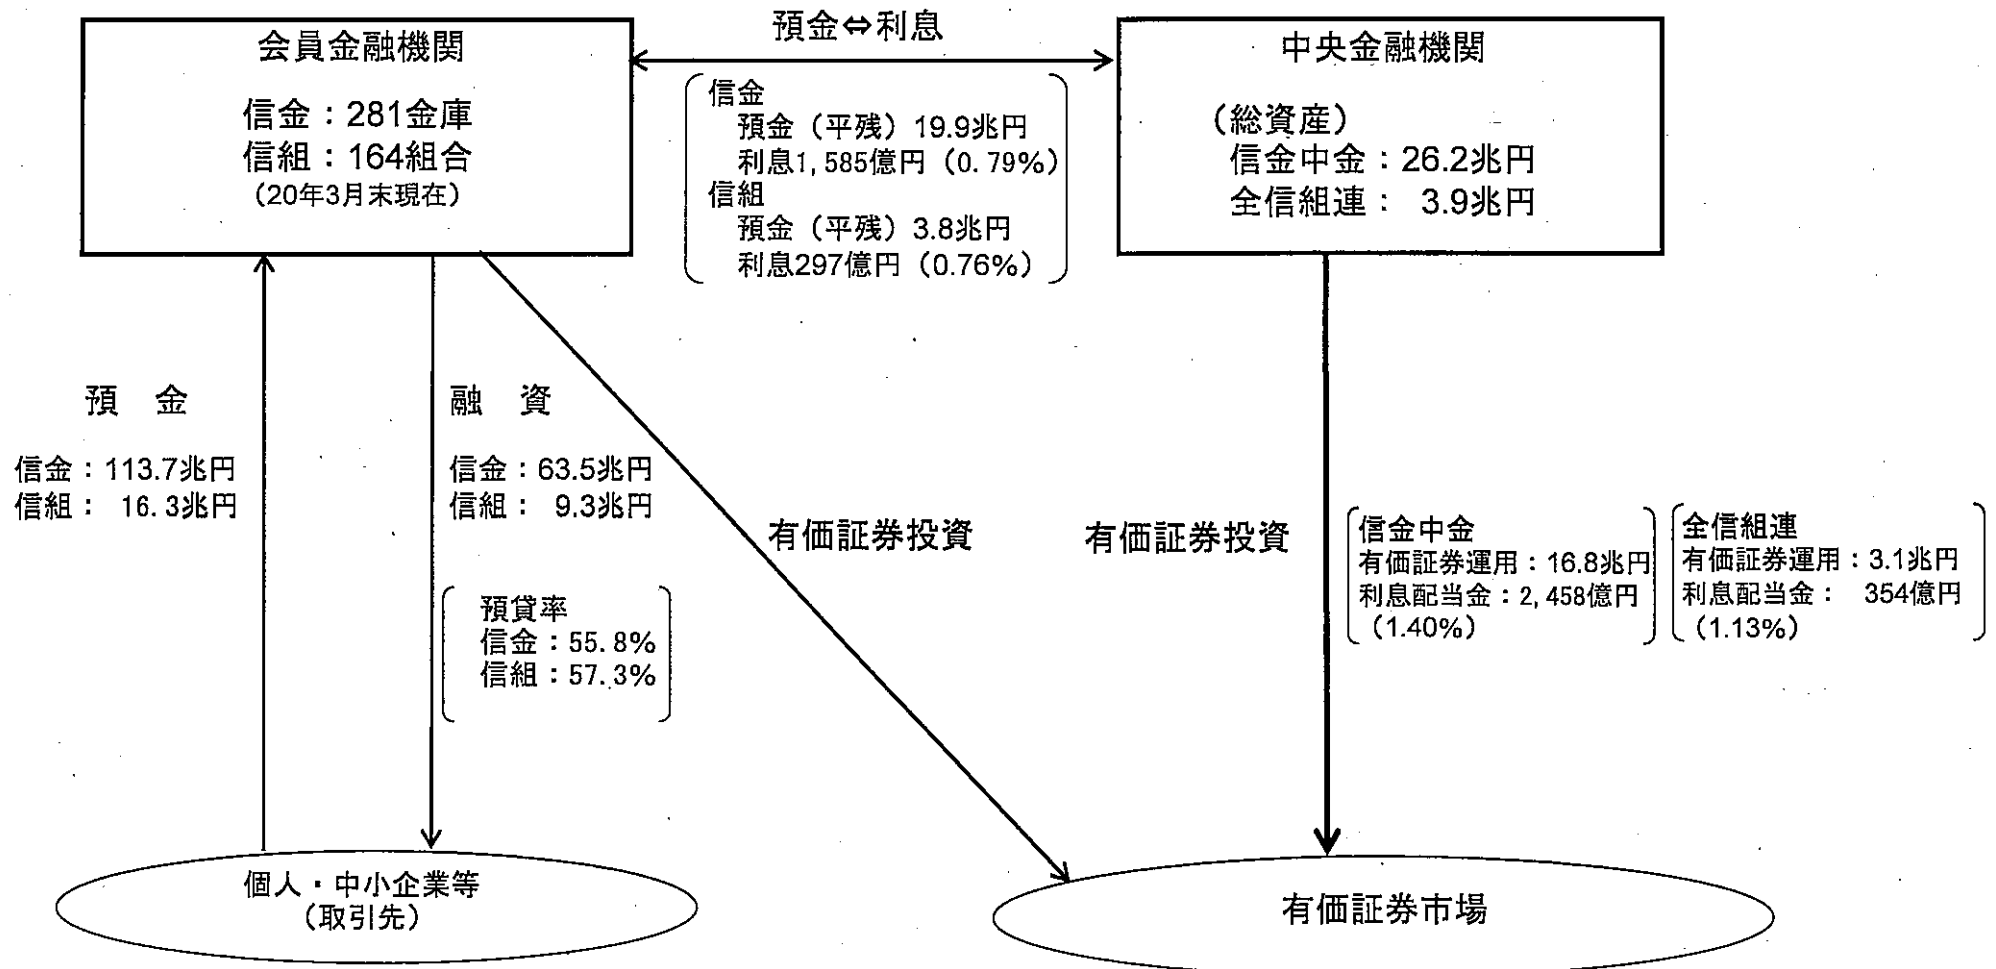 会員金融機関
信金：281金庫
信組：164組合
（20年3月末現在）
預金⇔利息
信金
預金（平残）19.9兆円
利息1,585億円（0.79%）
信組
預金（平残）3.8兆円
利息297億円（0.76%）
中央金融機関
（総資産）
信金中金：26.2兆円
全信組連： 3.9兆円
預 金
信金：113.7兆円
信組： 16.3兆円
融 資
信金：63.5兆円
信組： 9.3兆円
預貸率
信金：55.8%
信組：57.3%
有価証券投資
有価証券投資
信金中金
有価証券運用：16.8兆円
利息配当金：2,458億円
（1.40%）
全信組連
有価証券運用：3.1兆円
利息配当金： 354億円
（1.13%）
個人・中小企業等
（取引先）
有価証券市場